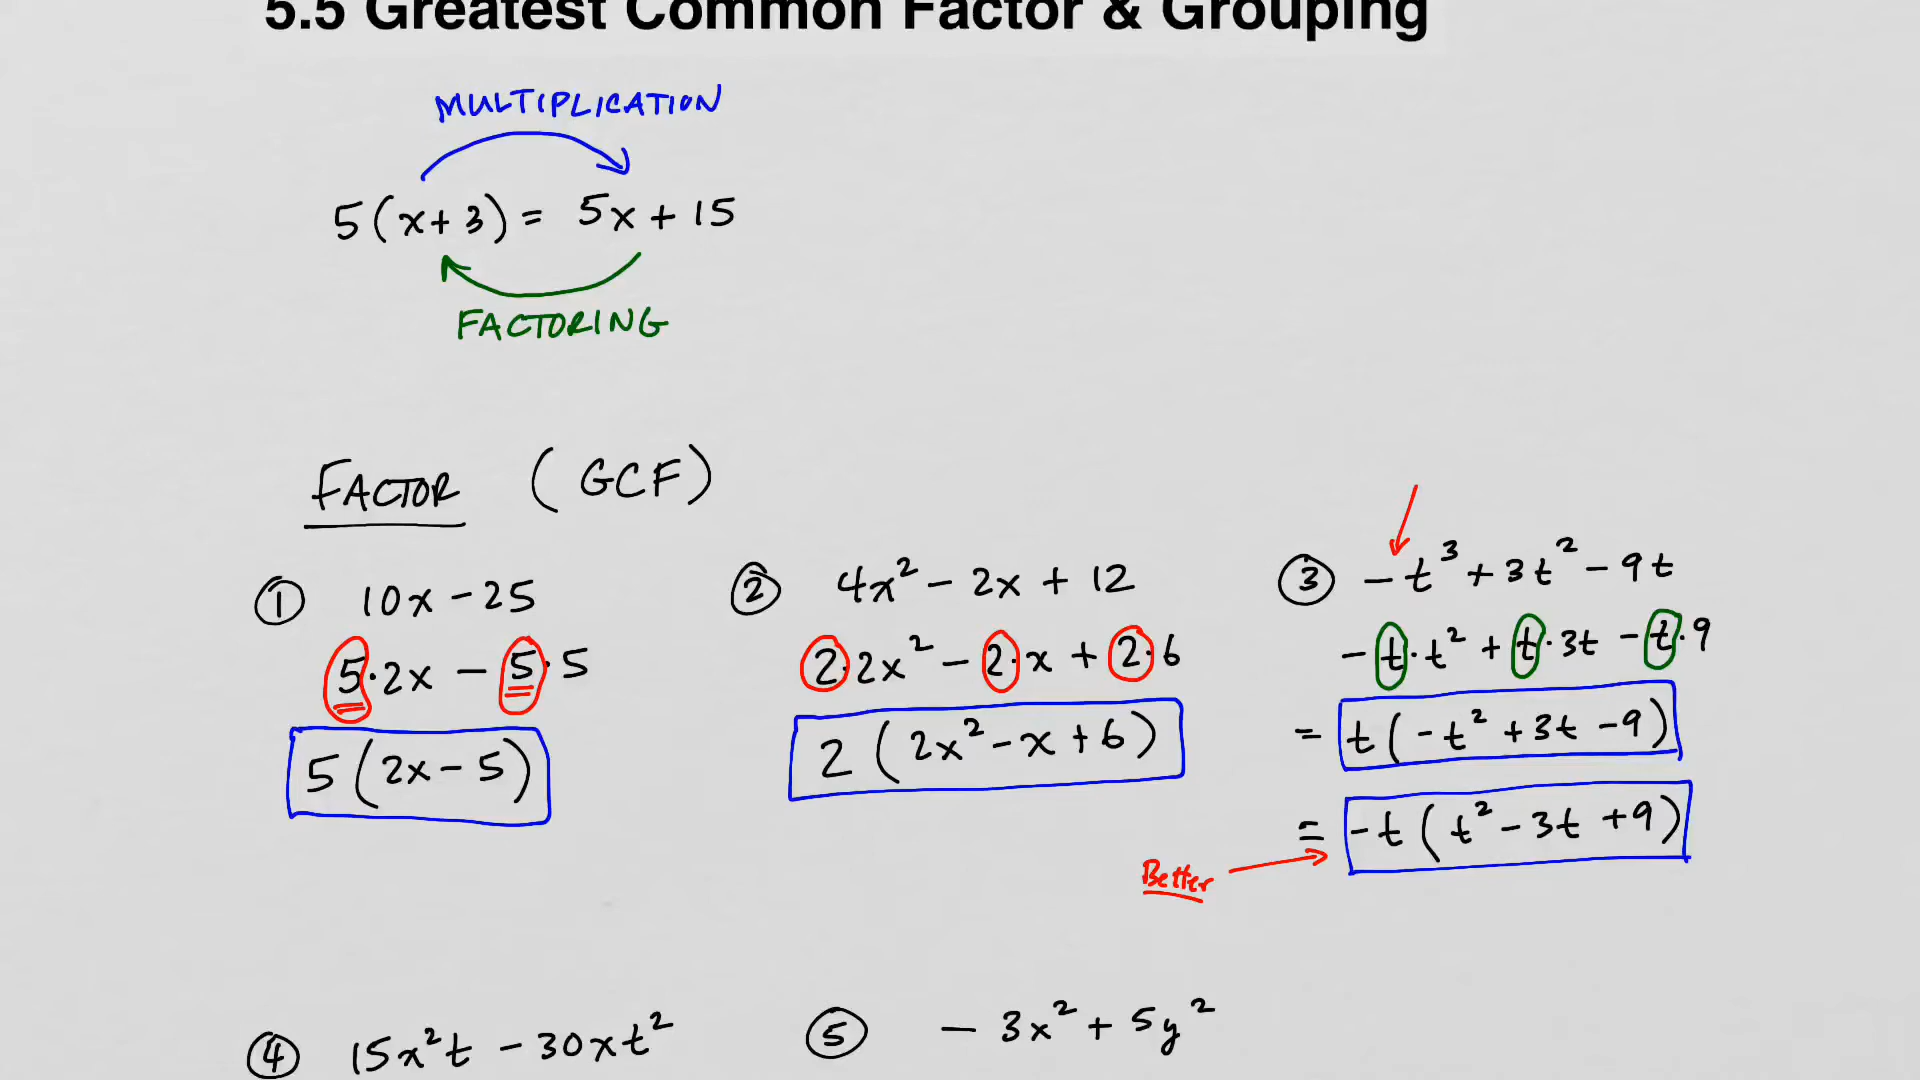 5.5 Greatest Common Factor & Grouping
MULTIPLICATION
5(x+3) = 5x + 15
FACTORING
FACTOR (GCF)
① 10x - 25
5·2x - 5·5
5(2x - 5)
② 4x² - 2x + 12
2·2x² - 2·x + 2·6
2(2x² - x + 6)
③ -t³ + 3t² - 9t
-t·t² + t·3t - t·9
= t(-t² + 3t - 9)
= -t(t² - 3t + 9)
Better
④ 15x²t - 30xt²
⑤ -3x² + 5y²